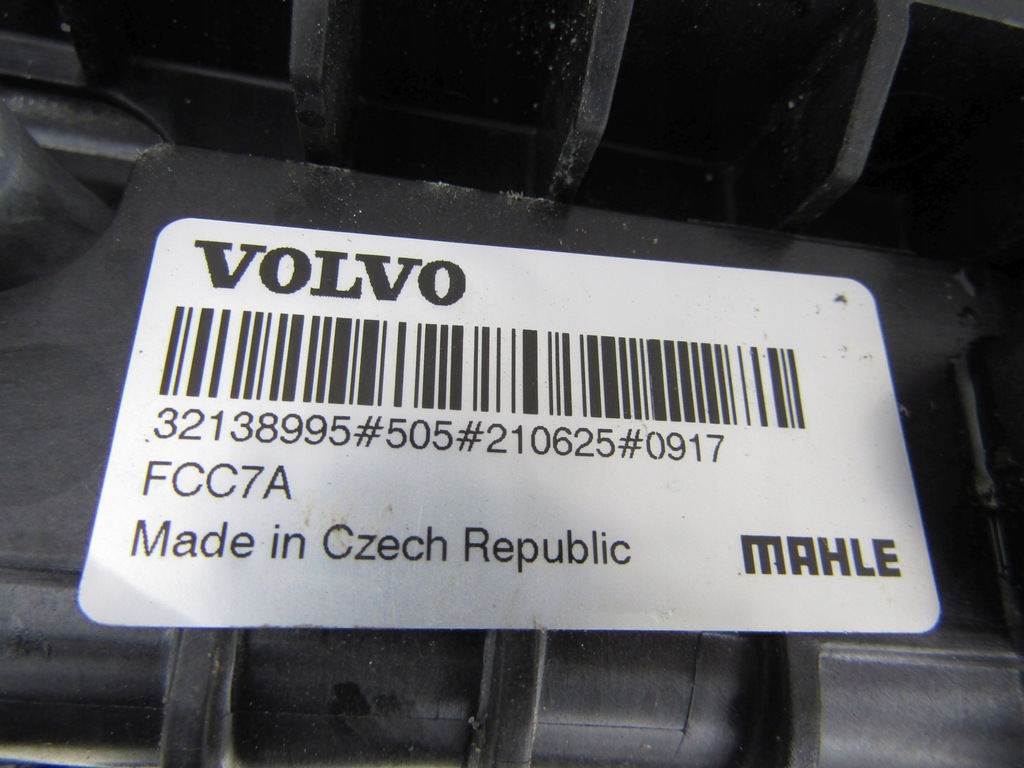 VOLVO
32138995#505#210625#0917
FCC7A
Made in Czech Republic
MAHLE